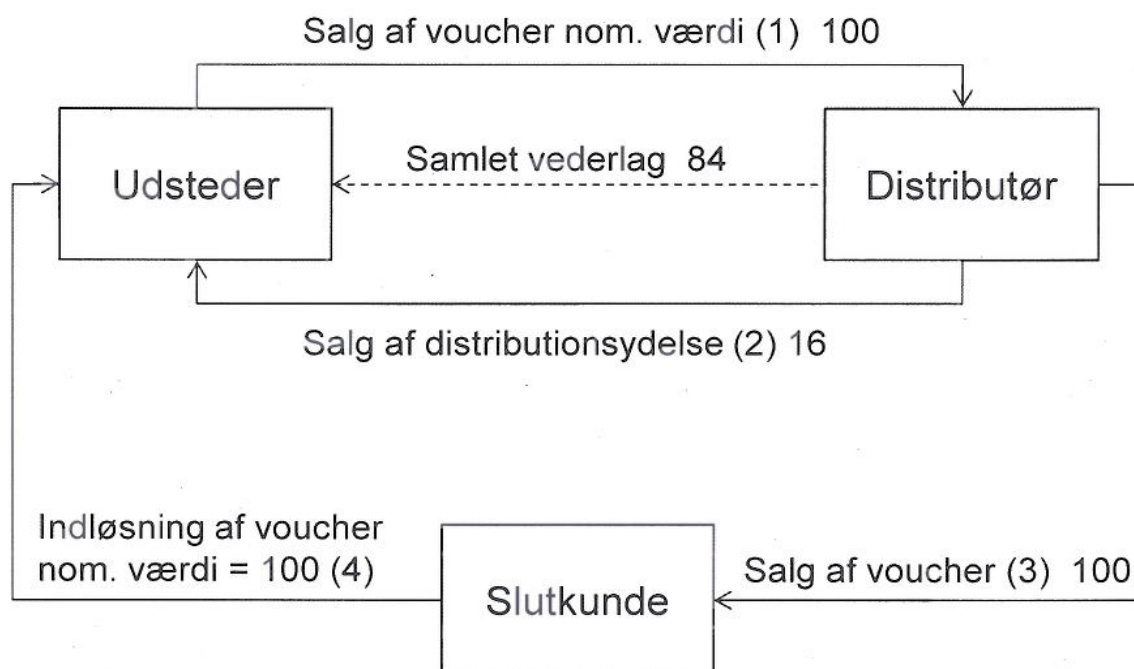 Salg af voucher nom. værdi (1) 100
Udsteder
Samlet vederlag 84
Distributør
Salg af distributionsydelse (2) 16
Indløsning af voucher
nom. værdi = 100 (4)
Slutkunde
Salg af voucher (3) 100